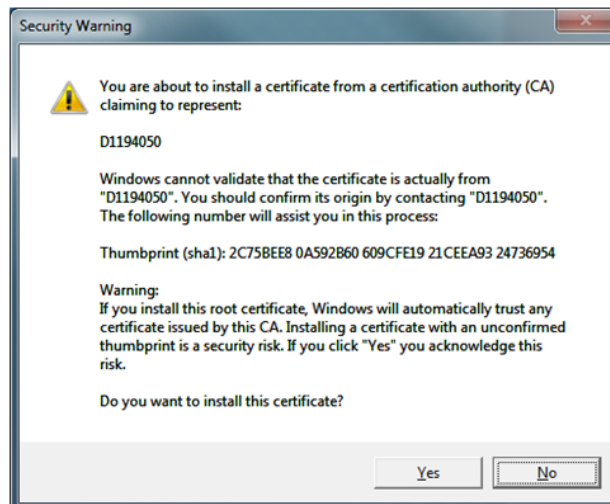 Security Warning
You are about to install a certificate from a certification authority (CA)
claiming to represent:
D1194050
Windows cannot validate that the certificate is actually from
"D1194050". You should confirm its origin by contacting "D1194050".
The following number will assist you in this process:
Thumbprint (sha1): 2C75BEE8 0A592B60 609CFE19 21CEEA93 24736954
Warning:
If you install this root certificate, Windows will automatically trust any
certificate issued by this CA. Installing a certificate with an unconfirmed
thumbprint is a security risk. If you click "Yes" you acknowledge this
risk.
Do you want to install this certificate?
Yes
No